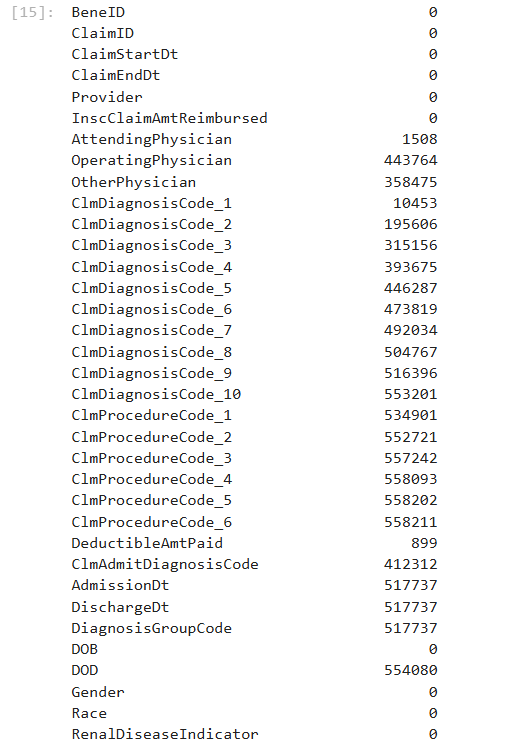 [15]: BeneID 0
ClaimID 0
ClaimStartDt 0
ClaimEndDt 0
Provider 0
InscClaimAmtReimbursed 0
AttendingPhysician 1508
OperatingPhysician 443764
OtherPhysician 358475
ClmDiagnosisCode_1 10453
ClmDiagnosisCode_2 195606
ClmDiagnosisCode_3 315156
ClmDiagnosisCode_4 393675
ClmDiagnosisCode_5 446287
ClmDiagnosisCode_6 473819
ClmDiagnosisCode_7 492034
ClmDiagnosisCode_8 504767
ClmDiagnosisCode_9 516396
ClmDiagnosisCode_10 553201
ClmProcedureCode_1 534901
ClmProcedureCode_2 552721
ClmProcedureCode_3 557242
ClmProcedureCode_4 558093
ClmProcedureCode_5 558202
ClmProcedureCode_6 558211
DeductibleAmtPaid 899
ClmAdmitDiagnosisCode 412312
AdmissionDt 517737
DischargeDt 517737
DiagnosisGroupCode 517737
DOB 0
DOD 554080
Gender 0
Race 0
RenalDiseaseIndicator 0